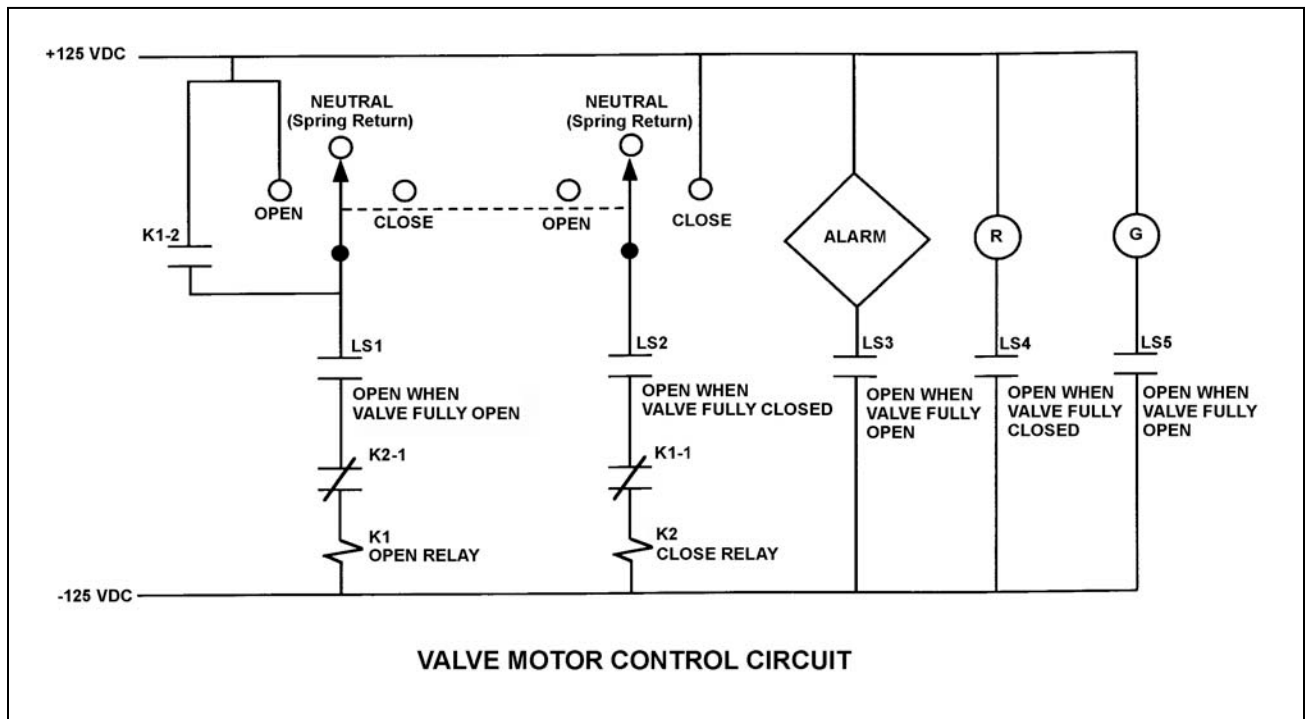 +125 VDC
NEUTRAL
(Spring Return)
NEUTRAL
(Spring Return)
OPEN
CLOSE
OPEN
CLOSE
K1-2
ALARM
R
G
LS1
OPEN WHEN
VALVE FULLY OPEN
LS2
OPEN WHEN
VALVE FULLY CLOSED
LS3
OPEN WHEN
VALVE FULLY
OPEN
LS4
OPEN WHEN
VALVE FULLY
CLOSED
LS5
OPEN WHEN
VALVE FULLY
OPEN
K2-1
K1-1
K1
OPEN RELAY
K2
CLOSE RELAY
-125 VDC
VALVE MOTOR CONTROL CIRCUIT